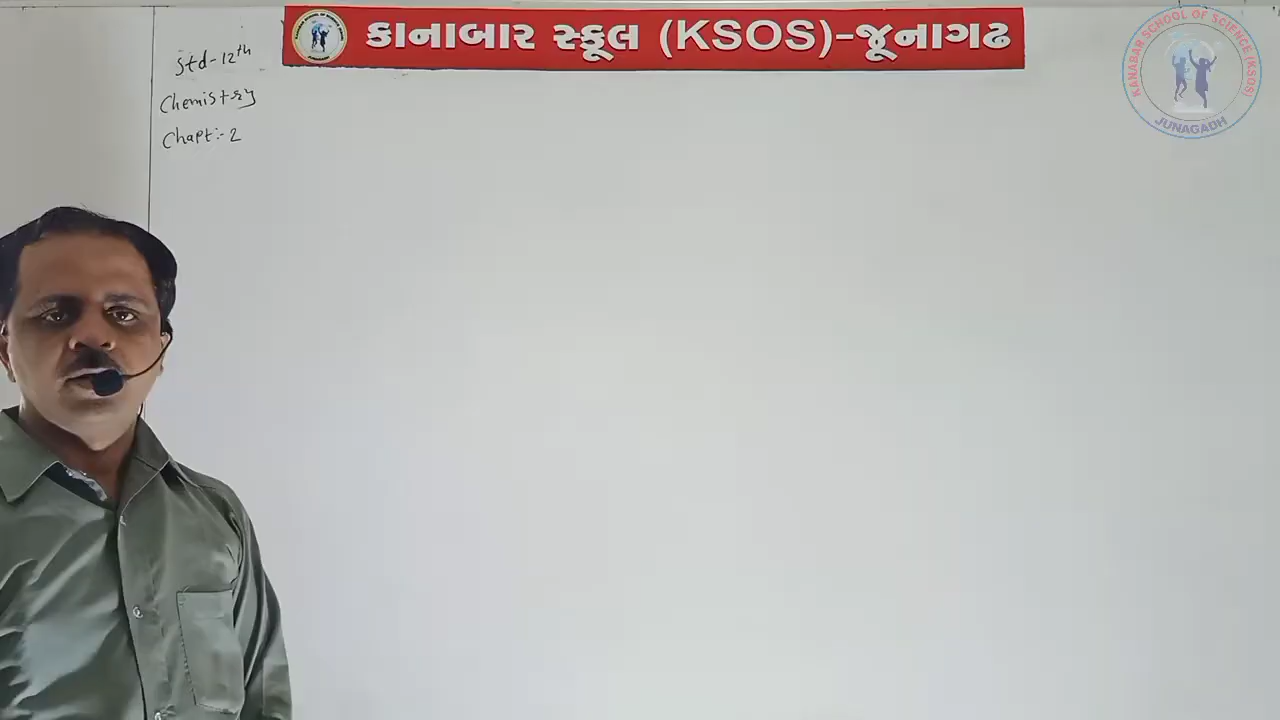 કાનાબાર સ્કૂલ (KSOS)-જૂનાગઢ
Std-12th
Chemistry
Chapt:-2
KANABAR SCHOOL OF SCIENCE (KSOS)
JUNAGADH